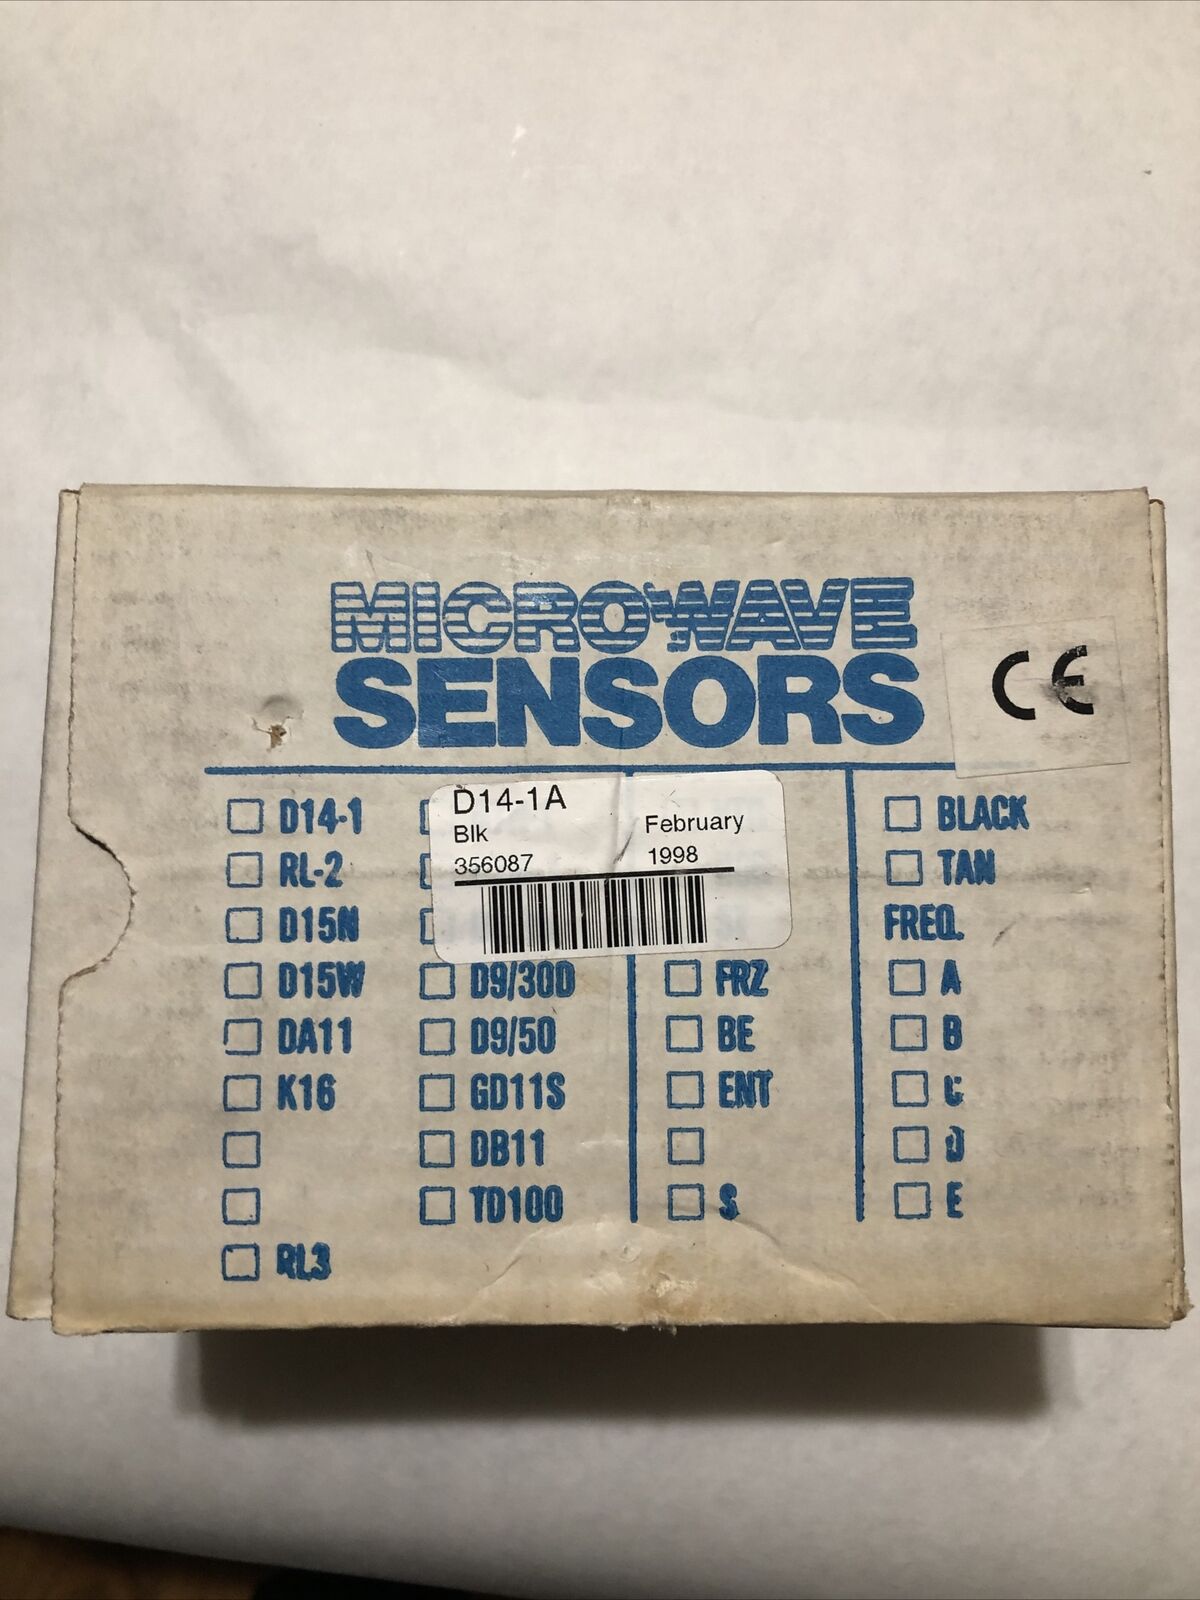 MICROWAVE
SENSORS
CE
D14-1A
Blk
February
356087
1998
D14-1
RL-2
D15N
D15W
DA11
K16
RL3
D9/300
D9/50
GD11S
DB11
TD100
FRZ
BE
ENT
S
BLACK
TAN
FREQ.
A
B
C
D
E